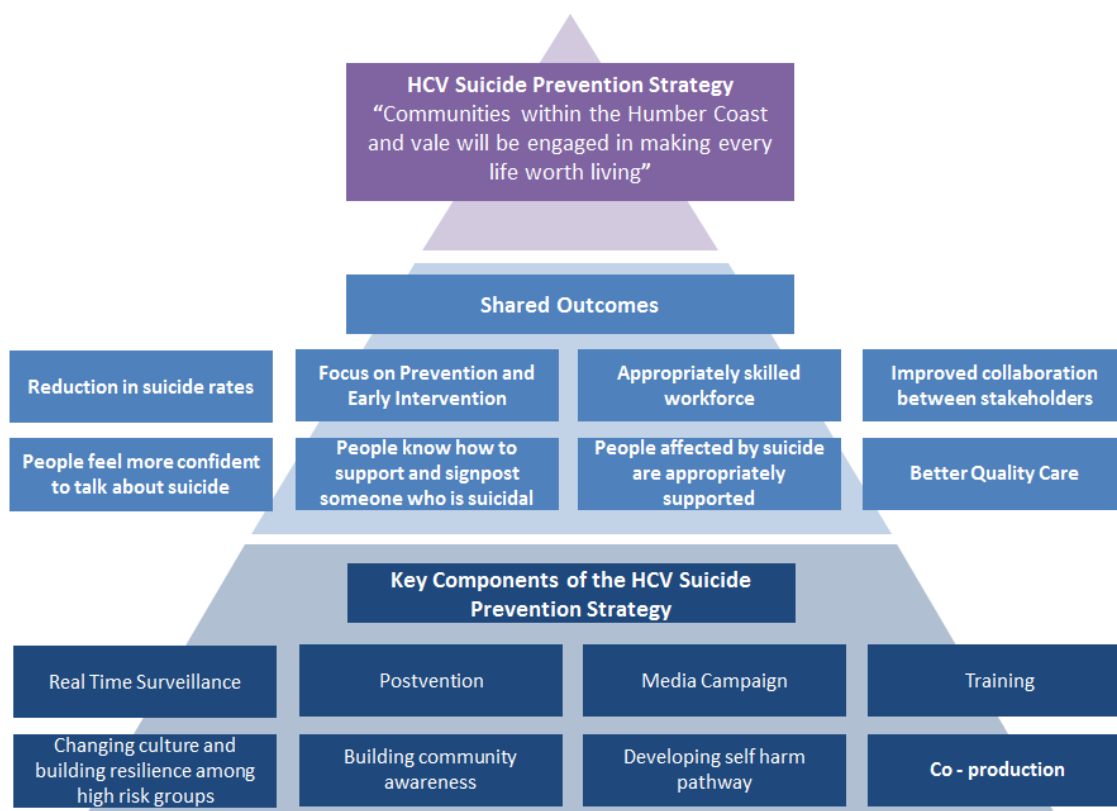 HCV Suicide Prevention Strategy
“Communities within the Humber Coast
and vale will be engaged in making every
life worth living”
Shared Outcomes
Reduction in suicide rates
Focus on Prevention and
Early Intervention
Appropriately skilled
workforce
Improved collaboration
between stakeholders
People feel more confident
to talk about suicide
People know how to
support and signpost
someone who is suicidal
People affected by suicide
are appropriately
supported
Better Quality Care
Key Components of the HCV Suicide
Prevention Strategy
Real Time Surveillance
Postvention
Media Campaign
Training
Changing culture and
building resilience among
high risk groups
Building community
awareness
Developing self harm
pathway
Co - production